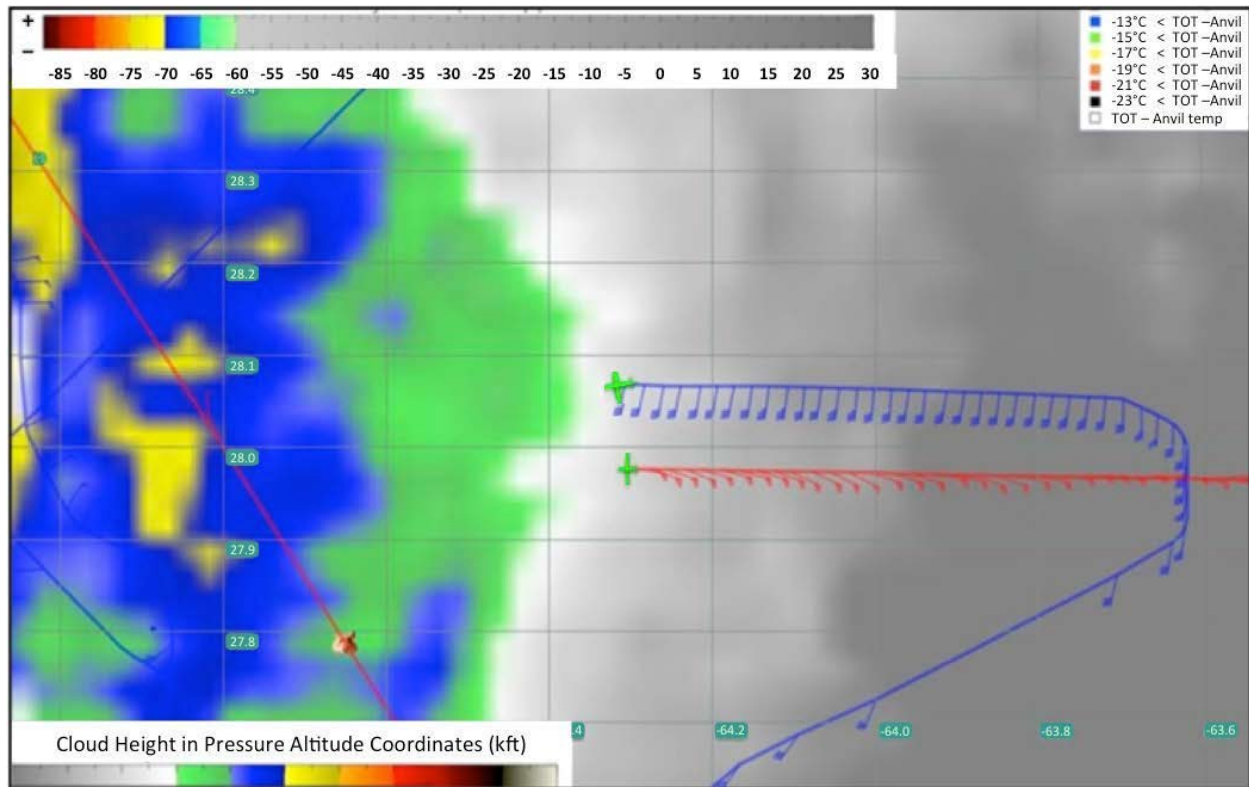 +
−
-85 -80 -75 -70 -65 -60 -55 -50 -45 -40 -35 -30 -25 -20 -15 -10 -5 0 5 10 15 20 25 30
-13°C < TOT –Anvil
-15°C < TOT –Anvil
-17°C < TOT –Anvil
-19°C < TOT –Anvil
-21°C < TOT –Anvil
-23°C < TOT –Anvil
TOT – Anvil temp
28.4
28.3
28.2
28.1
28.0
27.9
27.8
.4 -64.2 -64.0 -63.8 -63.6
Cloud Height in Pressure Altitude Coordinates (kft)